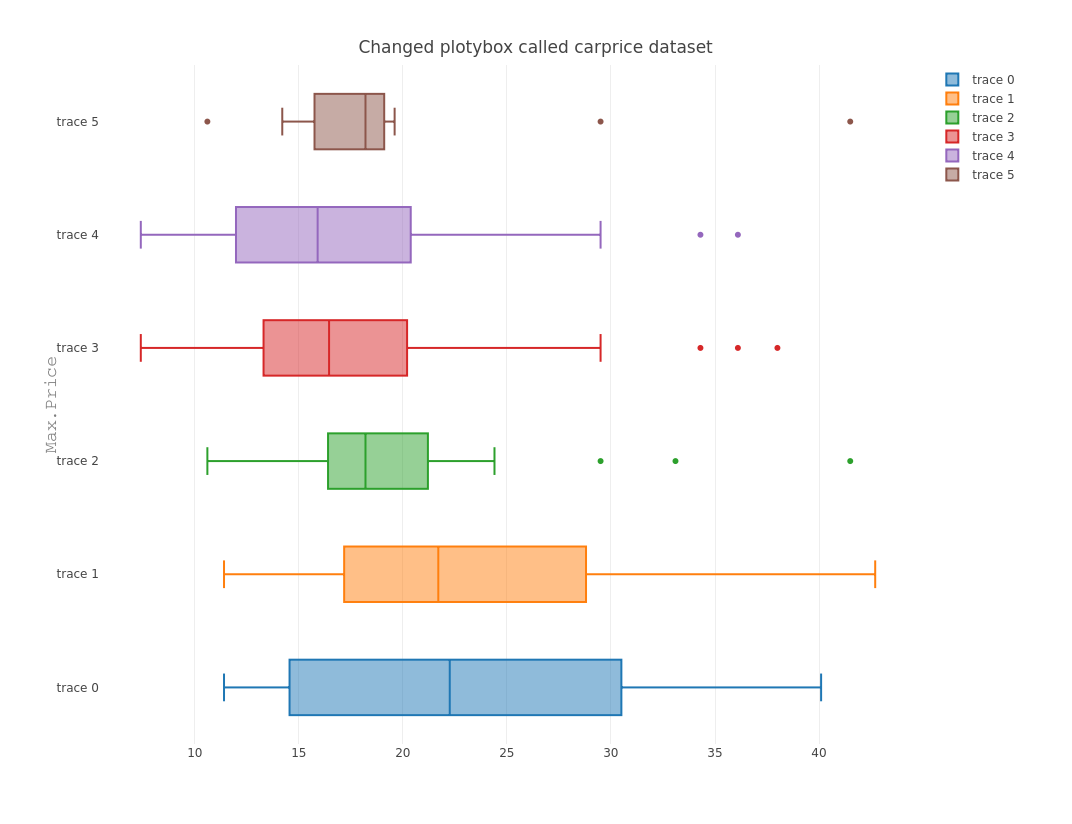 Changed plotybox called carprice dataset
trace 0
trace 1
trace 2
trace 3
trace 4
trace 5
trace 5
trace 4
trace 3
Max.Price
trace 2
trace 1
trace 0
10 15 20 25 30 35 40